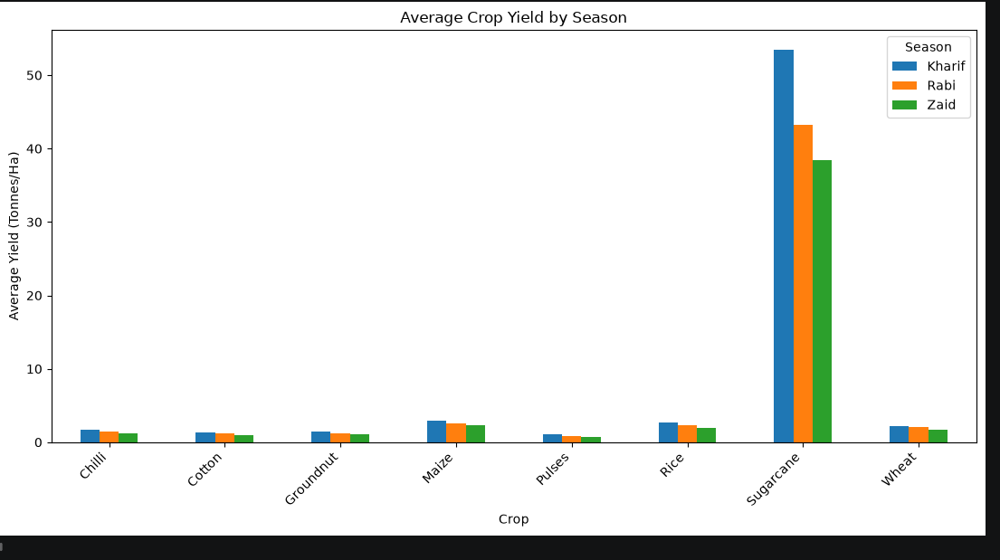 Average Crop Yield by Season
Season
Kharif
Rabi
Zaid
Average Yield (Tonnes/Ha)
50
40
30
20
10
0
Chilli
Cotton
Groundnut
Maize
Pulses
Rice
Sugarcane
Wheat
Crop